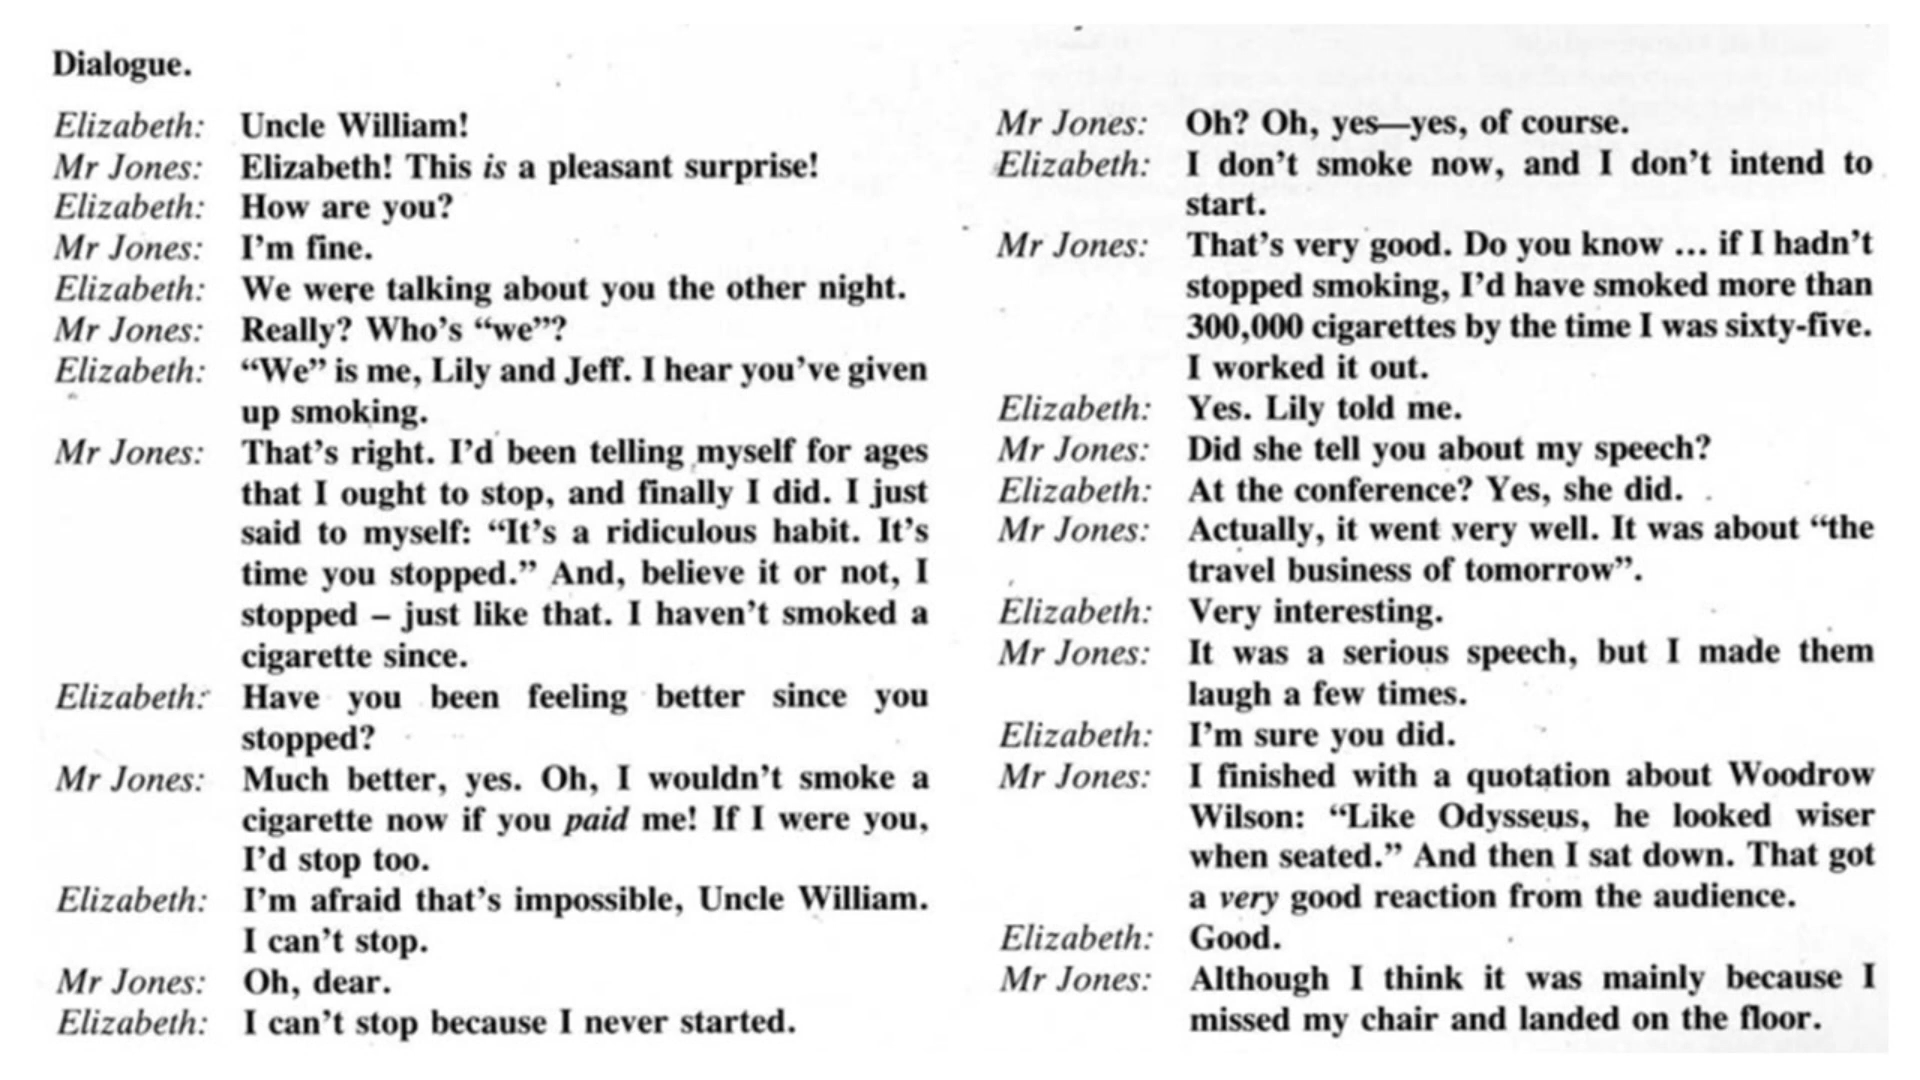 Dialogue.
Elizabeth: Uncle William!
Mr Jones: Elizabeth! This is a pleasant surprise!
Elizabeth: How are you?
Mr Jones: I'm fine.
Elizabeth: We were talking about you the other night.
Mr Jones: Really? Who's “we”?
Elizabeth: “We” is me, Lily and Jeff. I hear you've given
up smoking.
Mr Jones: That's right. I'd been telling myself for ages
that I ought to stop, and finally I did. I just
said to myself: “It's a ridiculous habit. It's
time you stopped.” And, believe it or not, I
stopped – just like that. I haven't smoked a
cigarette since.
Elizabeth: Have you been feeling better since you
stopped?
Mr Jones: Much better, yes. Oh, I wouldn't smoke a
cigarette now if you paid me! If I were you,
I'd stop too.
Elizabeth: I'm afraid that's impossible, Uncle William.
I can't stop.
Mr Jones: Oh, dear.
Elizabeth: I can't stop because I never started.
Mr Jones: Oh? Oh, yes—yes, of course.
Elizabeth: I don't smoke now, and I don't intend to
start.
Mr Jones: That's very good. Do you know ... if I hadn't
stopped smoking, I'd have smoked more than
300,000 cigarettes by the time I was sixty-five.
I worked it out.
Elizabeth: Yes. Lily told me.
Mr Jones: Did she tell you about my speech?
Elizabeth: At the conference? Yes, she did.
Mr Jones: Actually, it went very well. It was about “the
travel business of tomorrow”.
Elizabeth: Very interesting.
Mr Jones: It was a serious speech, but I made them
laugh a few times.
Elizabeth: I'm sure you did.
Mr Jones: I finished with a quotation about Woodrow
Wilson: “Like Odysseus, he looked wiser
when seated.” And then I sat down. That got
a very good reaction from the audience.
Elizabeth: Good.
Mr Jones: Although I think it was mainly because I
missed my chair and landed on the floor.